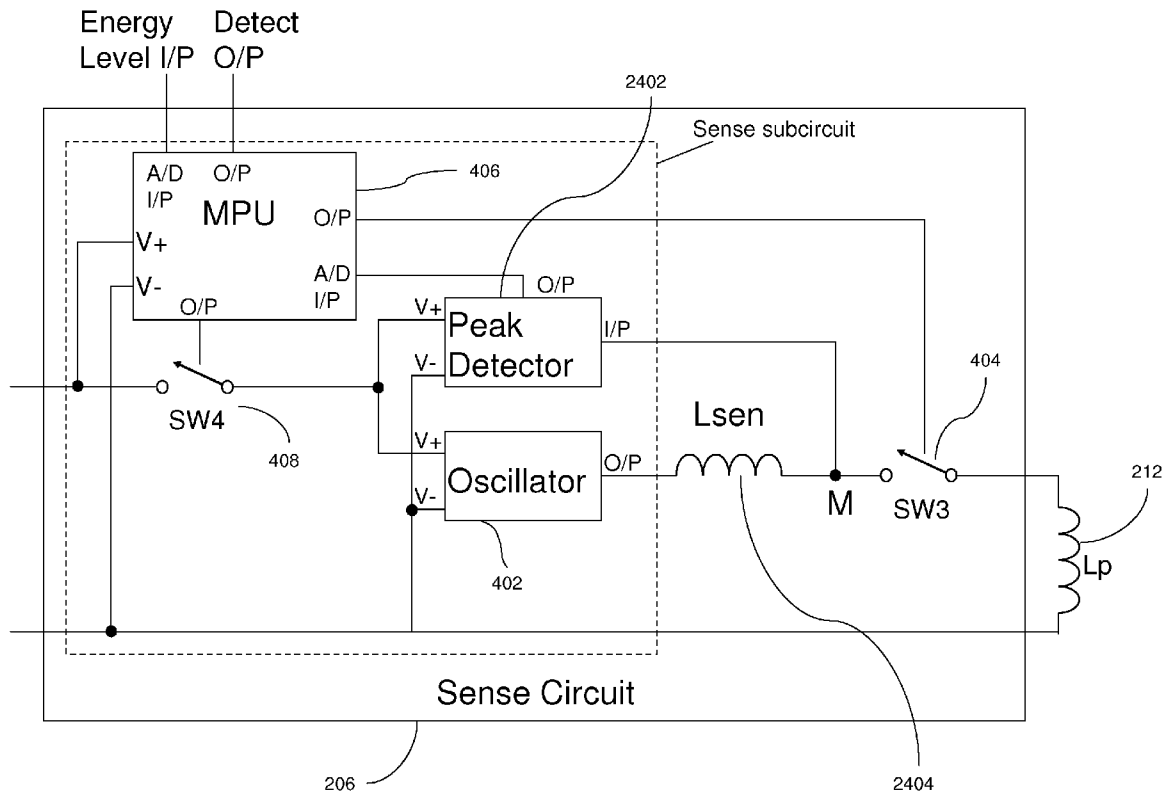 Energy
Level I/P
Detect
O/P
2402
Sense subcircuit
406
A/D
I/P
O/P
MPU
O/P
V+
V-
A/D
I/P
O/P
O/P
V+
Peak
Detector
V-
I/P
404
SW4
408
Lsen
V+
Oscillator
V-
O/P
M
SW3
212
402
Lp
Sense Circuit
206
2404